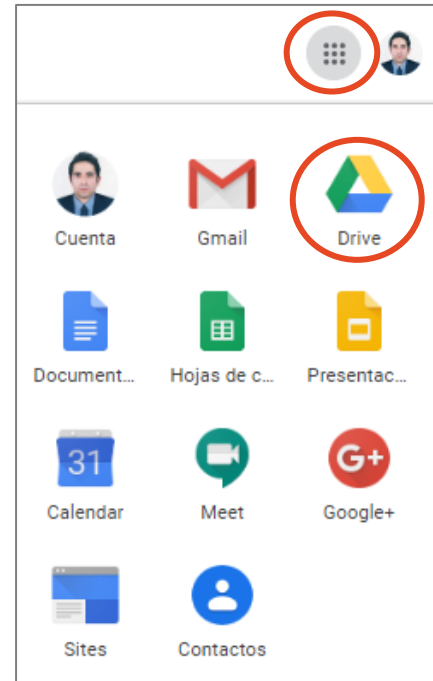 Cuenta Gmail Drive
Document... Hojas de c... Presentac...
31
G+
Calendar Meet Google+
Sites Contactos